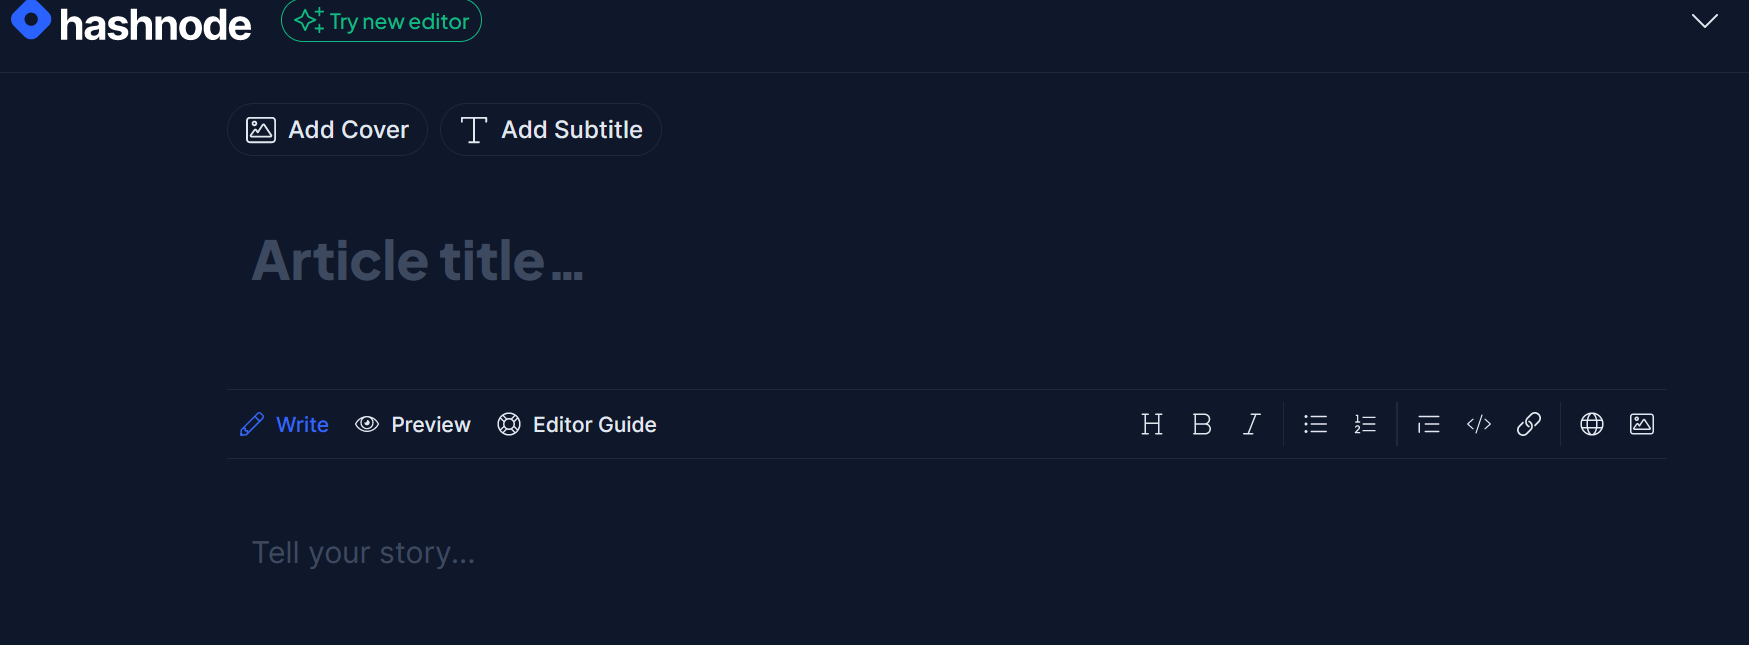 hashnode Try new editor
Add Cover Add Subtitle
Article title...
Write Preview Editor Guide H B I
Tell your story...